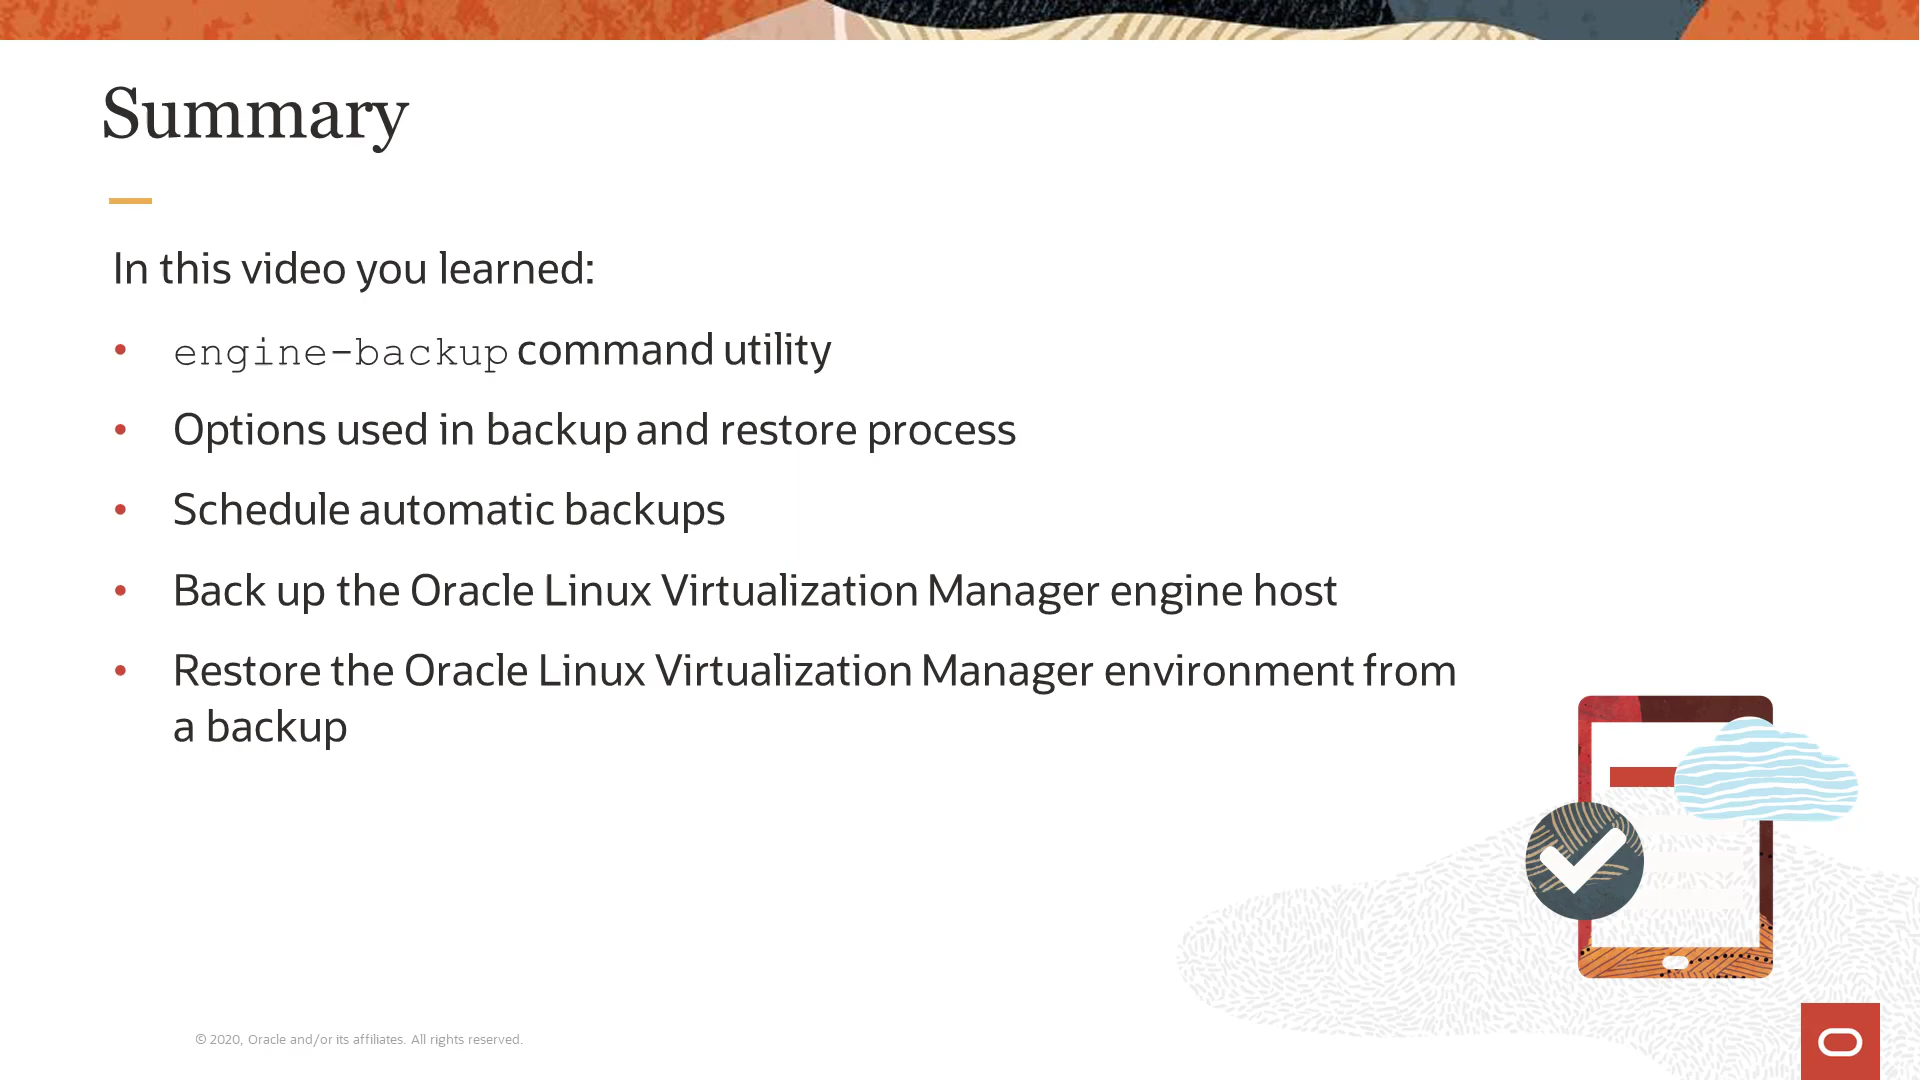 Summary
In this video you learned:
• engine-backup command utility
• Options used in backup and restore process
• Schedule automatic backups
• Back up the Oracle Linux Virtualization Manager engine host
• Restore the Oracle Linux Virtualization Manager environment from
a backup
© 2020, Oracle and/or its affiliates. All rights reserved.